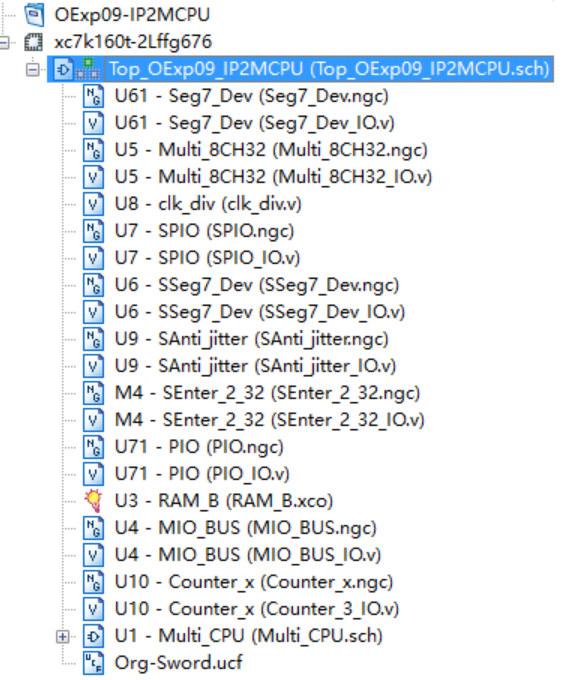 OExp09-IP2MCPU
xc7k160t-2Lffg676
Top_OExp09_IP2MCPU (Top_OExp09_IP2MCPU.sch)
U61 - Seg7_Dev (Seg7_Dev.ngc)
U61 - Seg7_Dev (Seg7_Dev_IO.v)
U5 - Multi_8CH32 (Multi_8CH32.ngc)
U5 - Multi_8CH32 (Multi_8CH32_IO.v)
U8 - clk_div (clk_div.v)
U7 - SPIO (SPIO.ngc)
U7 - SPIO (SPIO_IO.v)
U6 - SSeg7_Dev (SSeg7_Dev.ngc)
U6 - SSeg7_Dev (SSeg7_Dev_IO.v)
U9 - SAnti_jitter (SAnti_jitter.ngc)
U9 - SAnti_jitter (SAnti_jitter_IO.v)
M4 - SEnter_2_32 (SEnter_2_32.ngc)
M4 - SEnter_2_32 (SEnter_2_32_IO.v)
U71 - PIO (PIO.ngc)
U71 - PIO (PIO_IO.v)
U3 - RAM_B (RAM_B.xco)
U4 - MIO_BUS (MIO_BUS.ngc)
U4 - MIO_BUS (MIO_BUS_IO.v)
U10 - Counter_x (Counter_x.ngc)
U10 - Counter_x (Counter_3_IO.v)
U1 - Multi_CPU (Multi_CPU.sch)
Org-Sword.ucf